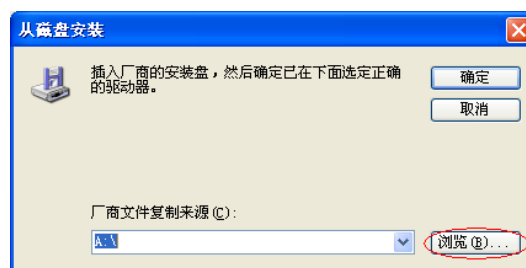 从磁盘安装
插入厂商的安装盘，然后确定已在下面选定正确
的驱动器。
确定
取消
厂商文件复制来源(C):
A:\
浏览(B)...